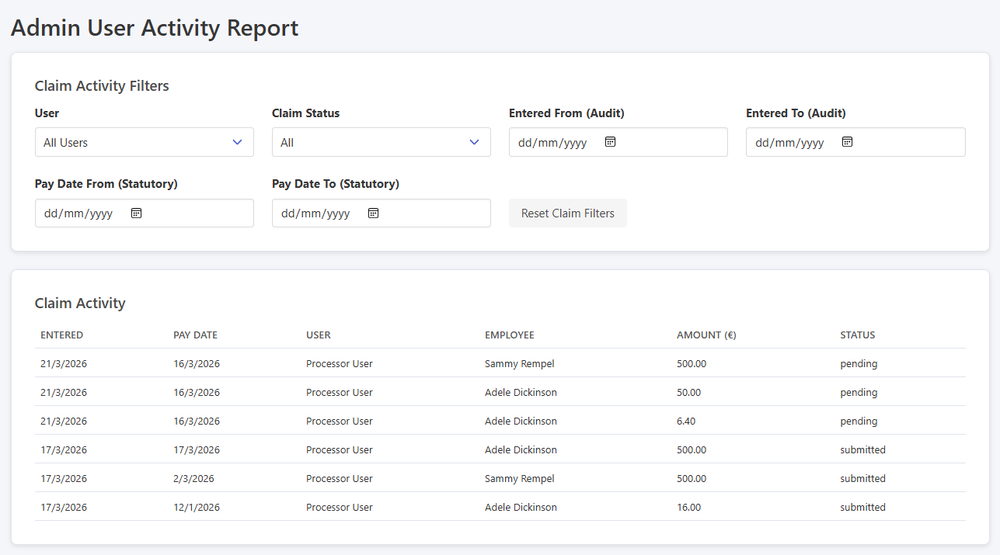 Admin User Activity Report
Claim Activity Filters
User Claim Status Entered From (Audit) Entered To (Audit)
All Users All dd/mm/yyyy dd/mm/yyyy
Pay Date From (Statutory) Pay Date To (Statutory)
dd/mm/yyyy dd/mm/yyyy Reset Claim Filters
Claim Activity
ENTERED PAY DATE USER EMPLOYEE AMOUNT (€) STATUS
21/3/2026 16/3/2026 Processor User Sammy Rempel 500.00 pending
21/3/2026 16/3/2026 Processor User Adele Dickinson 50.00 pending
21/3/2026 16/3/2026 Processor User Adele Dickinson 6.40 pending
17/3/2026 17/3/2026 Processor User Adele Dickinson 500.00 submitted
17/3/2026 2/3/2026 Processor User Sammy Rempel 500.00 submitted
17/3/2026 12/1/2026 Processor User Adele Dickinson 16.00 submitted